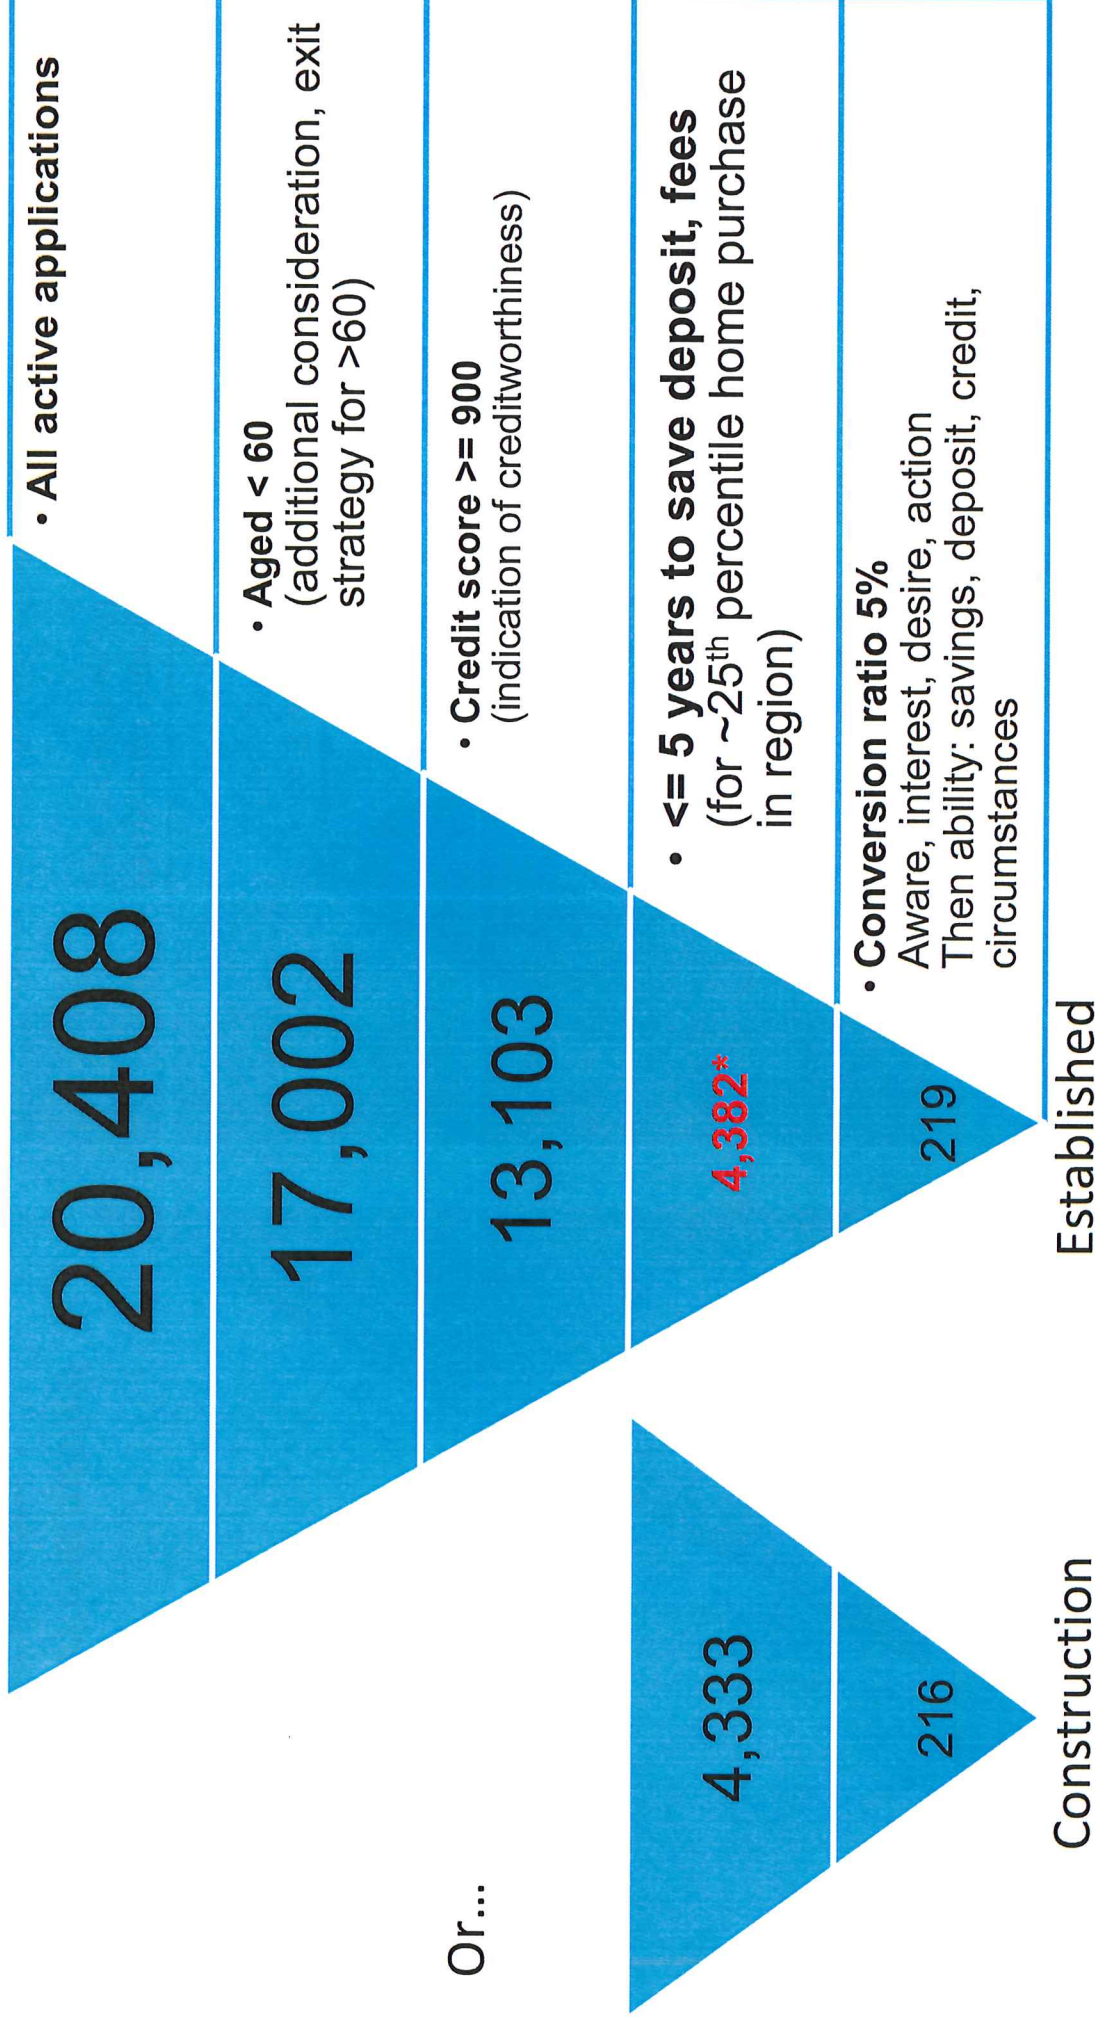 20,408
• All active applications
17,002
• Aged < 60
(additional consideration, exit
strategy for >60)
13,103
• Credit score >= 900
(indication of creditworthiness)
Or...
4,333
4,382*
• <= 5 years to save deposit, fees
(for ~25th percentile home purchase
in region)
216
219
• Conversion ratio 5%
Aware, interest, desire, action
Then ability: savings, deposit, credit,
circumstances
Construction
Established